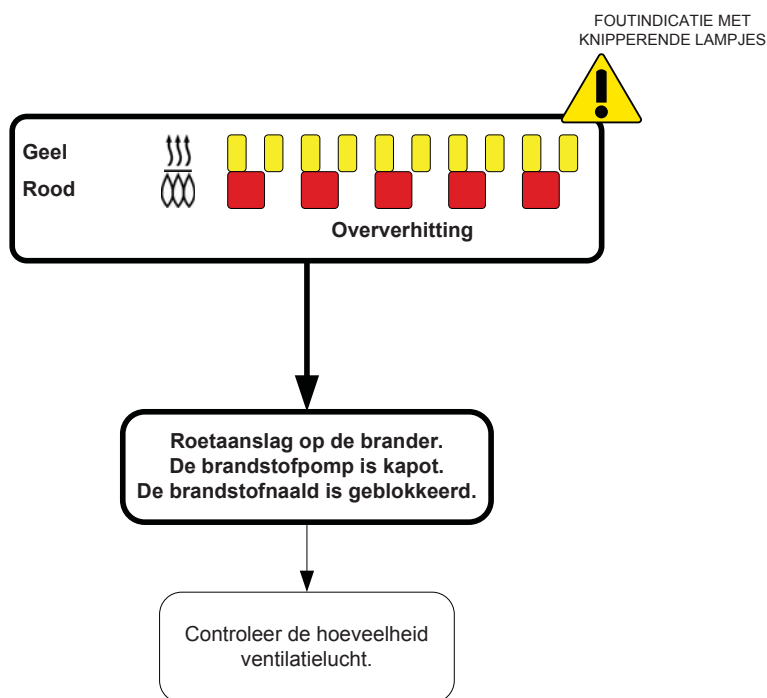 FOUTINDICATIE MET
KNIPPERENDE LAMPJES
Geel
Rood
Oververhitting
Roetaanslag op de brander.
De brandstofpomp is kapot.
De brandstofnaald is geblokkeerd.
Controleer de hoeveelheid
ventilatielucht.